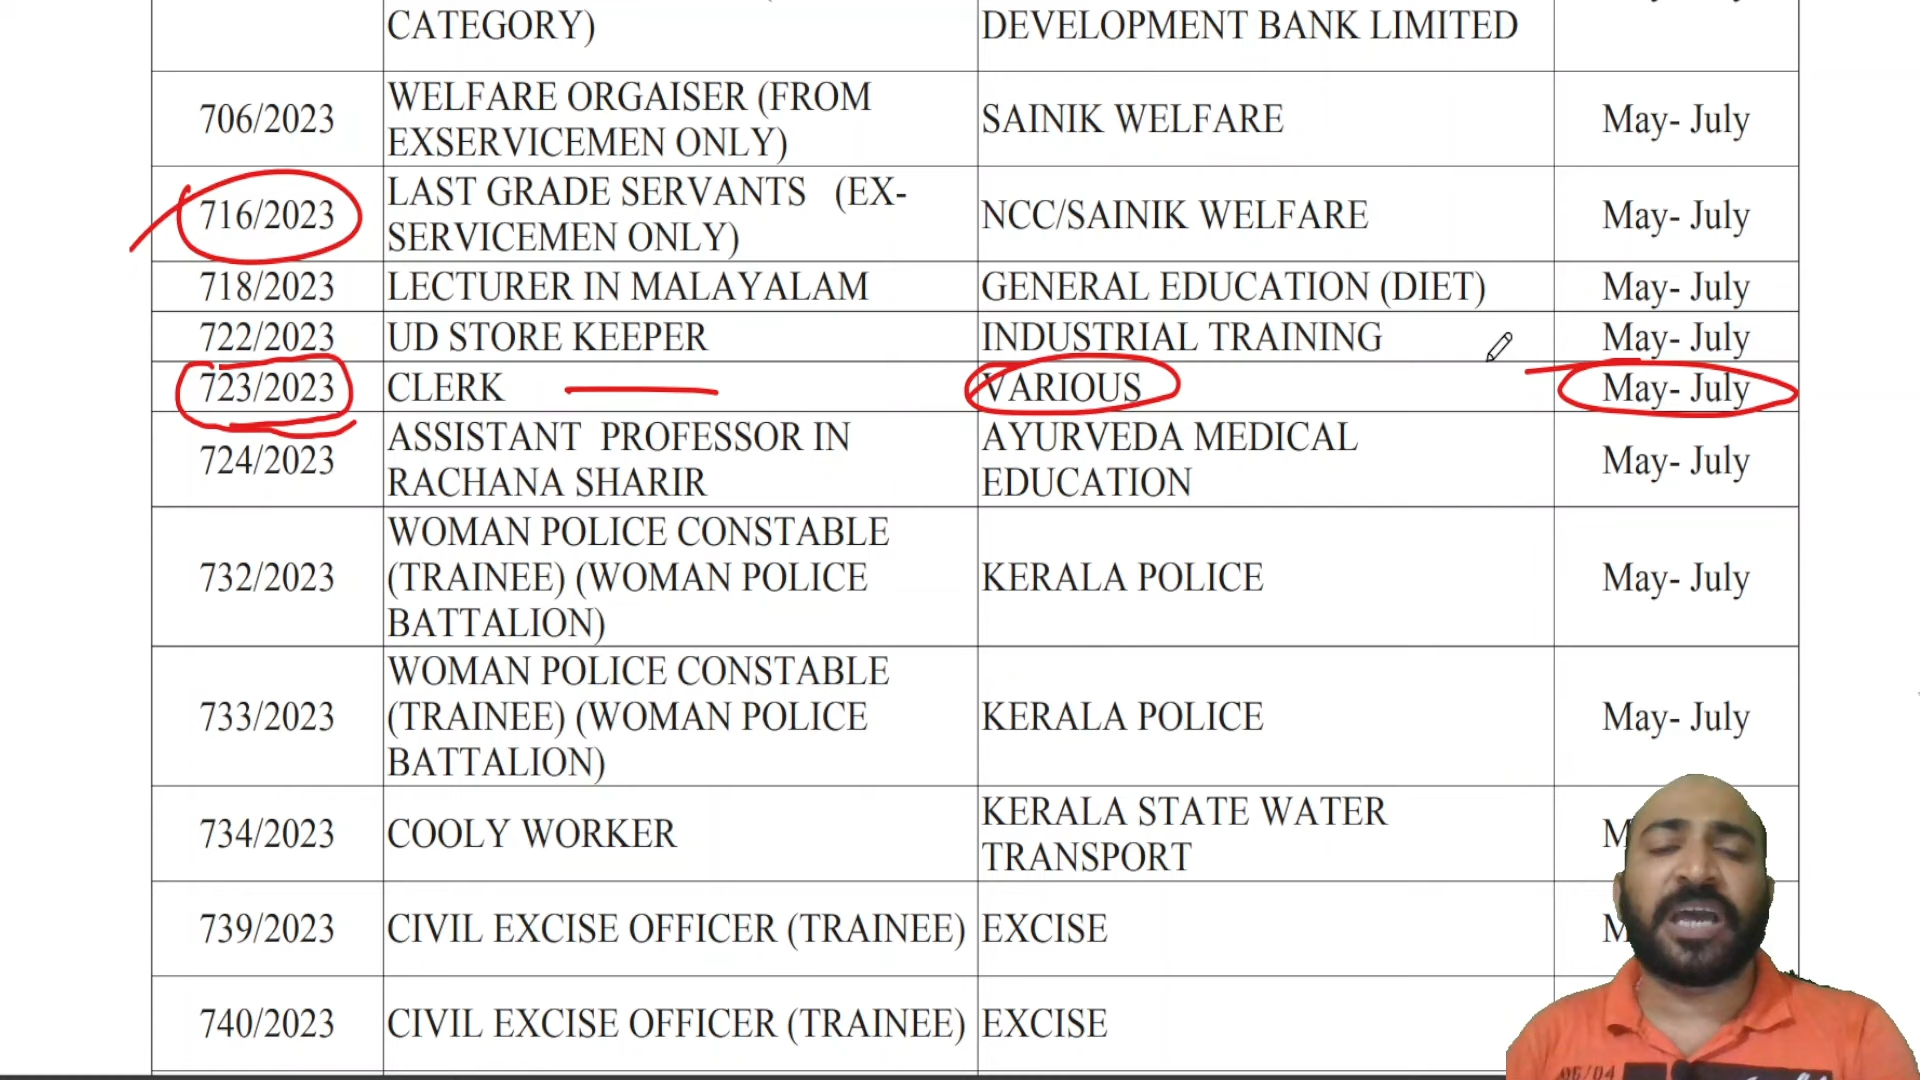 CATEGORY)
DEVELOPMENT BANK LIMITED
706/2023
WELFARE ORGAISER (FROM
EXSERVICEMEN ONLY)
SAINIK WELFARE
May- July
716/2023
LAST GRADE SERVANTS (EX-
SERVICEMEN ONLY)
NCC/SAINIK WELFARE
May- July
718/2023
LECTURER IN MALAYALAM
GENERAL EDUCATION (DIET)
May- July
722/2023
UD STORE KEEPER
INDUSTRIAL TRAINING
May- July
723/2023
CLERK
VARIOUS
May- July
724/2023
ASSISTANT PROFESSOR IN
RACHANA SHARIR
AYURVEDA MEDICAL
EDUCATION
May- July
732/2023
WOMAN POLICE CONSTABLE
(TRAINEE) (WOMAN POLICE
BATTALION)
KERALA POLICE
May- July
733/2023
WOMAN POLICE CONSTABLE
(TRAINEE) (WOMAN POLICE
BATTALION)
KERALA POLICE
May- July
734/2023
COOLY WORKER
KERALA STATE WATER
TRANSPORT
739/2023
CIVIL EXCISE OFFICER (TRAINEE)
EXCISE
740/2023
CIVIL EXCISE OFFICER (TRAINEE)
EXCISE